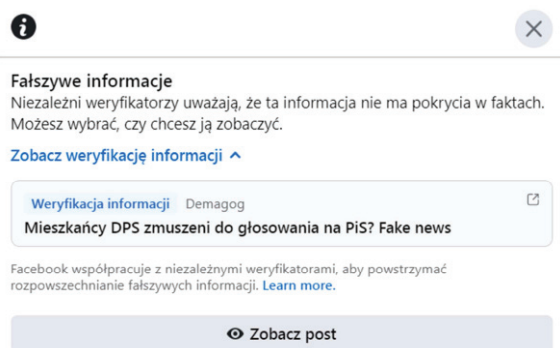 Fałszywe informacje
Niezależni weryfikatorzy uważają, że ta informacja nie ma pokrycia w faktach.
Możesz wybrać, czy chcesz ją zobaczyć.
Zobacz weryfikację informacji
Weryfikacja informacji Demagog
Mieszkańcy DPS zmuszeni do głosowania na PiS? Fake news
Facebook współpracuje z niezależnymi weryfikatorami, aby powstrzymać
rozpowszechnianie fałszywych informacji. Learn more.
Zobacz post